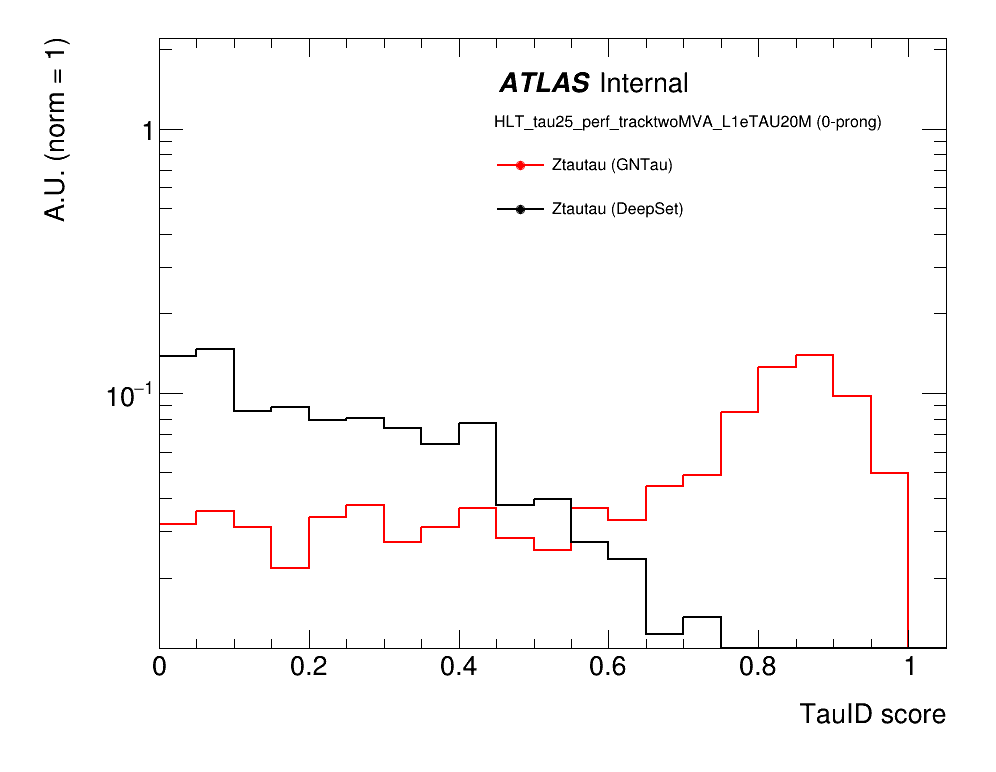 A.U. (norm = 1)
ATLAS Internal
HLT_tau25_perf_tracktwoMVA_L1eTAU20M (0-prong)
Ztautau (GNTau)
Ztautau (DeepSet)
1
10⁻¹
0 0.2 0.4 0.6 0.8 1
TauID score